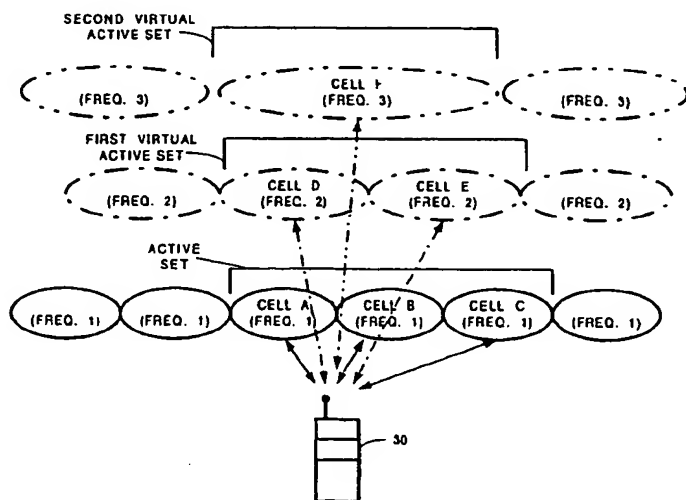 SECOND VIRTUAL
ACTIVE SET
CELL
(FREQ. 3) (FREQ. 3) (FREQ. 3)
FIRST VIRTUAL
ACTIVE SET
CELL D CELL E
(FREQ. 2) (FREQ. 2) (FREQ. 2) (FREQ. 2)
ACTIVE
SET
CELL A CELL B CELL C
(FREQ. 1) (FREQ. 1) (FREQ. 1) (FREQ. 1) (FREQ. 1) (FREQ. 1)
30